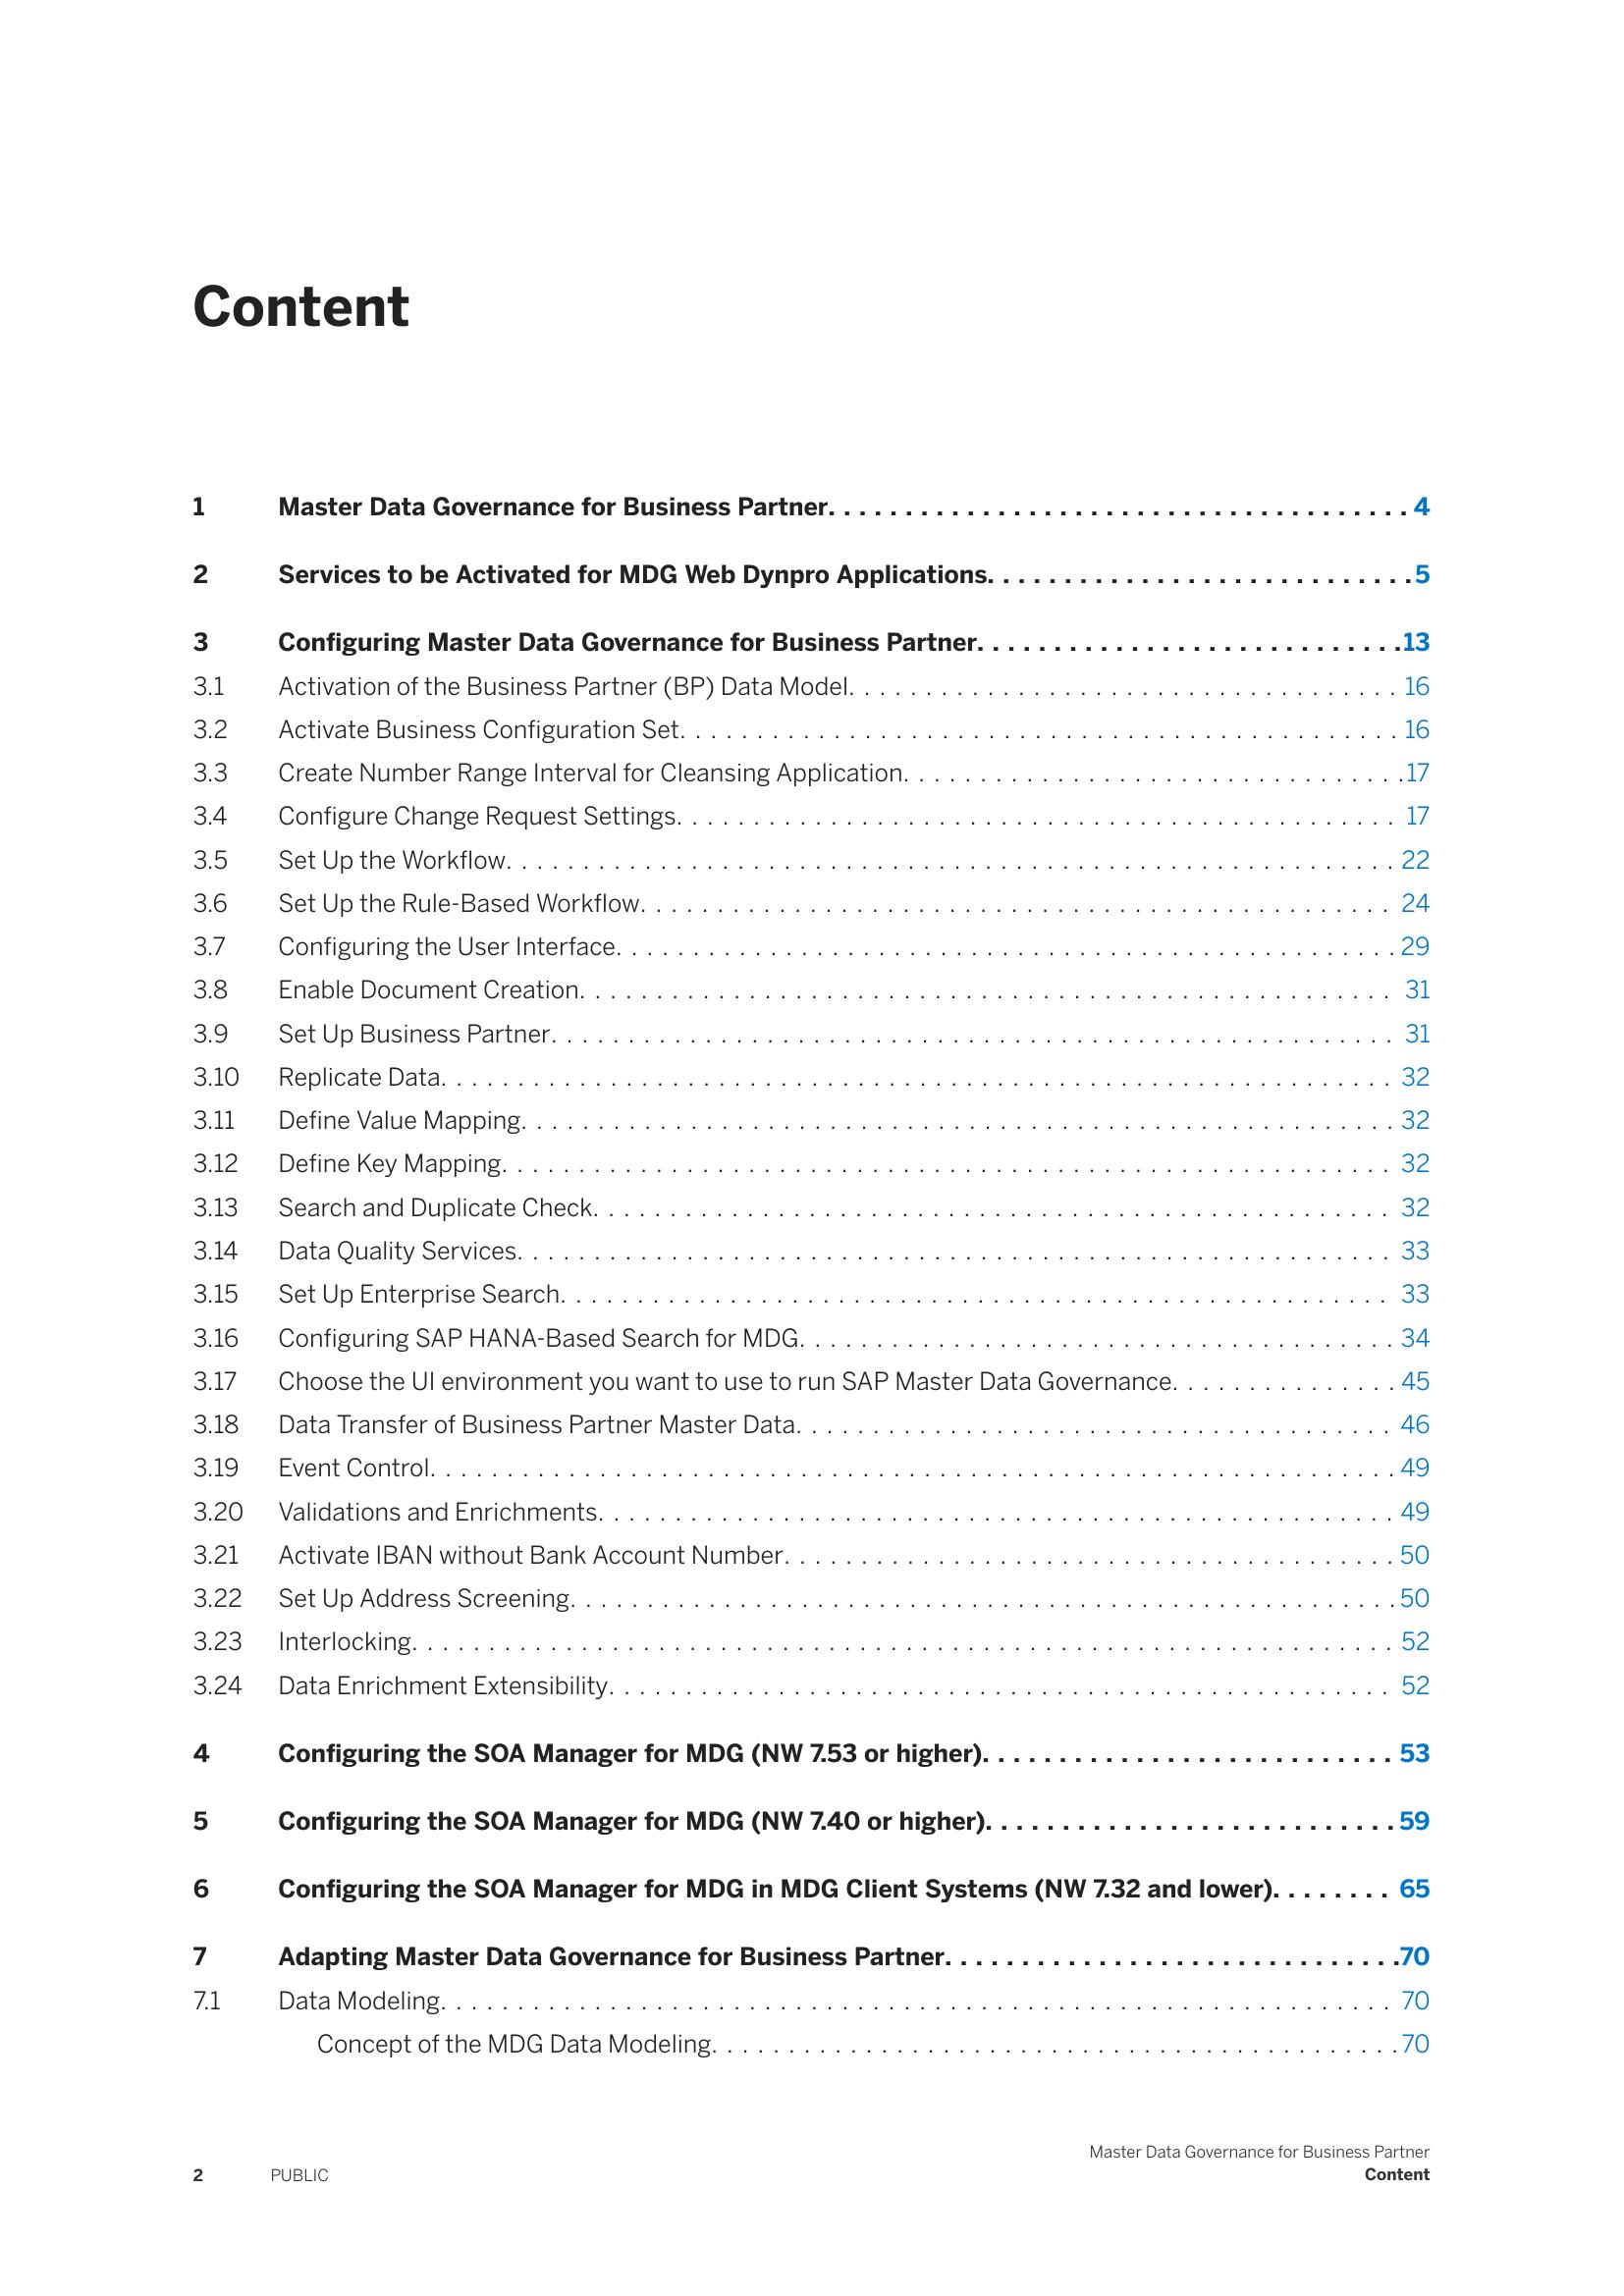 Content
1 Master Data Governance for Business Partner. . . . . . . . . . . . . . . . . . . . . . . . . . . . . . . . . . . . . . 4
2 Services to be Activated for MDG Web Dynpro Applications. . . . . . . . . . . . . . . . . . . . . . . . . . . .5
3 Configuring Master Data Governance for Business Partner. . . . . . . . . . . . . . . . . . . . . . . . . . . .13
3.1 Activation of the Business Partner (BP) Data Model. . . . . . . . . . . . . . . . . . . . . . . . . . . . . . . . . . . . 16
3.2 Activate Business Configuration Set. . . . . . . . . . . . . . . . . . . . . . . . . . . . . . . . . . . . . . . . . . . . . . . 16
3.3 Create Number Range Interval for Cleansing Application. . . . . . . . . . . . . . . . . . . . . . . . . . . . . . . . .17
3.4 Configure Change Request Settings. . . . . . . . . . . . . . . . . . . . . . . . . . . . . . . . . . . . . . . . . . . . . . . 17
3.5 Set Up the Workflow. . . . . . . . . . . . . . . . . . . . . . . . . . . . . . . . . . . . . . . . . . . . . . . . . . . . . . . . . . 22
3.6 Set Up the Rule-Based Workflow. . . . . . . . . . . . . . . . . . . . . . . . . . . . . . . . . . . . . . . . . . . . . . . . . 24
3.7 Configuring the User Interface. . . . . . . . . . . . . . . . . . . . . . . . . . . . . . . . . . . . . . . . . . . . . . . . . . . 29
3.8 Enable Document Creation. . . . . . . . . . . . . . . . . . . . . . . . . . . . . . . . . . . . . . . . . . . . . . . . . . . . . 31
3.9 Set Up Business Partner. . . . . . . . . . . . . . . . . . . . . . . . . . . . . . . . . . . . . . . . . . . . . . . . . . . . . . . 31
3.10 Replicate Data. . . . . . . . . . . . . . . . . . . . . . . . . . . . . . . . . . . . . . . . . . . . . . . . . . . . . . . . . . . . . . 32
3.11 Define Value Mapping. . . . . . . . . . . . . . . . . . . . . . . . . . . . . . . . . . . . . . . . . . . . . . . . . . . . . . . . . 32
3.12 Define Key Mapping. . . . . . . . . . . . . . . . . . . . . . . . . . . . . . . . . . . . . . . . . . . . . . . . . . . . . . . . . . 32
3.13 Search and Duplicate Check. . . . . . . . . . . . . . . . . . . . . . . . . . . . . . . . . . . . . . . . . . . . . . . . . . . . 32
3.14 Data Quality Services. . . . . . . . . . . . . . . . . . . . . . . . . . . . . . . . . . . . . . . . . . . . . . . . . . . . . . . . . 33
3.15 Set Up Enterprise Search. . . . . . . . . . . . . . . . . . . . . . . . . . . . . . . . . . . . . . . . . . . . . . . . . . . . . . 33
3.16 Configuring SAP HANA-Based Search for MDG. . . . . . . . . . . . . . . . . . . . . . . . . . . . . . . . . . . . . . . 34
3.17 Choose the UI environment you want to use to run SAP Master Data Governance. . . . . . . . . . . . . . . 45
3.18 Data Transfer of Business Partner Master Data. . . . . . . . . . . . . . . . . . . . . . . . . . . . . . . . . . . . . . . 46
3.19 Event Control. . . . . . . . . . . . . . . . . . . . . . . . . . . . . . . . . . . . . . . . . . . . . . . . . . . . . . . . . . . . . . . 49
3.20 Validations and Enrichments. . . . . . . . . . . . . . . . . . . . . . . . . . . . . . . . . . . . . . . . . . . . . . . . . . . . 49
3.21 Activate IBAN without Bank Account Number. . . . . . . . . . . . . . . . . . . . . . . . . . . . . . . . . . . . . . . . 50
3.22 Set Up Address Screening. . . . . . . . . . . . . . . . . . . . . . . . . . . . . . . . . . . . . . . . . . . . . . . . . . . . . . 50
3.23 Interlocking. . . . . . . . . . . . . . . . . . . . . . . . . . . . . . . . . . . . . . . . . . . . . . . . . . . . . . . . . . . . . . . . 52
3.24 Data Enrichment Extensibility. . . . . . . . . . . . . . . . . . . . . . . . . . . . . . . . . . . . . . . . . . . . . . . . . . . 52
4 Configuring the SOA Manager for MDG (NW 7.53 or higher). . . . . . . . . . . . . . . . . . . . . . . . . . . 53
5 Configuring the SOA Manager for MDG (NW 7.40 or higher). . . . . . . . . . . . . . . . . . . . . . . . . . . 59
6 Configuring the SOA Manager for MDG in MDG Client Systems (NW 7.32 and lower). . . . . . . . 65
7 Adapting Master Data Governance for Business Partner. . . . . . . . . . . . . . . . . . . . . . . . . . . . . .70
7.1 Data Modeling. . . . . . . . . . . . . . . . . . . . . . . . . . . . . . . . . . . . . . . . . . . . . . . . . . . . . . . . . . . . . . 70
Concept of the MDG Data Modeling. . . . . . . . . . . . . . . . . . . . . . . . . . . . . . . . . . . . . . . . . . . . .70
Master Data Governance for Business Partner
2 PUBLIC Content